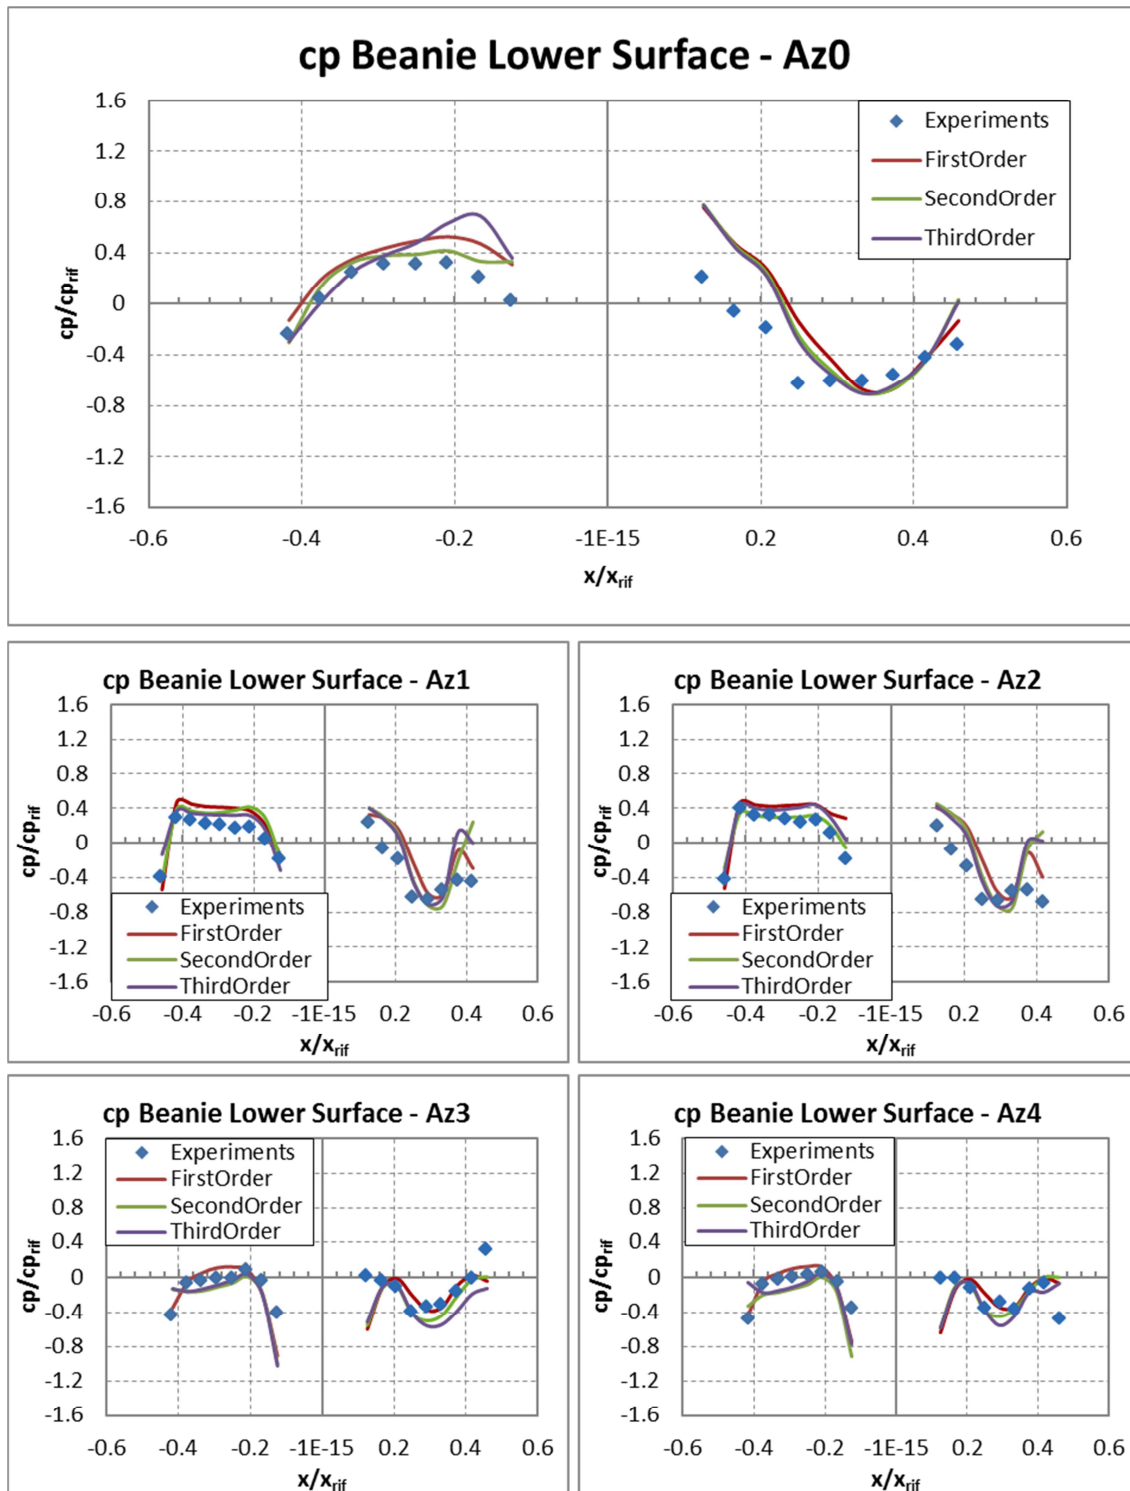 cp Beanie Lower Surface - Az0
1.6
1.2
0.8
0.4
0
-0.4
-0.8
-1.2
-1.6
cp/cprif
Experiments
FirstOrder
SecondOrder
ThirdOrder
-0.6 -0.4 -0.2 -1E-15 0.2 0.4 0.6
x/xrif
cp Beanie Lower Surface - Az1
1.6
1.2
0.8
0.4
0
-0.4
-0.8
-1.2
-1.6
cp/cprif
Experiments
FirstOrder
SecondOrder
ThirdOrder
-0.6 -0.4 -0.2 -1E-15 0.2 0.4 0.6
x/xrif
cp Beanie Lower Surface - Az2
1.6
1.2
0.8
0.4
0
-0.4
-0.8
-1.2
-1.6
cp/cprif
Experiments
FirstOrder
SecondOrder
ThirdOrder
-0.6 -0.4 -0.2 -1E-15 0.2 0.4 0.6
x/xrif
cp Beanie Lower Surface - Az3
1.6
1.2
0.8
0.4
0
-0.4
-0.8
-1.2
-1.6
cp/cprif
Experiments
FirstOrder
SecondOrder
ThirdOrder
-0.6 -0.4 -0.2 -1E-15 0.2 0.4 0.6
x/xrif
cp Beanie Lower Surface - Az4
1.6
1.2
0.8
0.4
0
-0.4
-0.8
-1.2
-1.6
cp/cprif
Experiments
FirstOrder
SecondOrder
ThirdOrder
-0.6 -0.4 -0.2 -1E-15 0.2 0.4 0.6
x/xrif